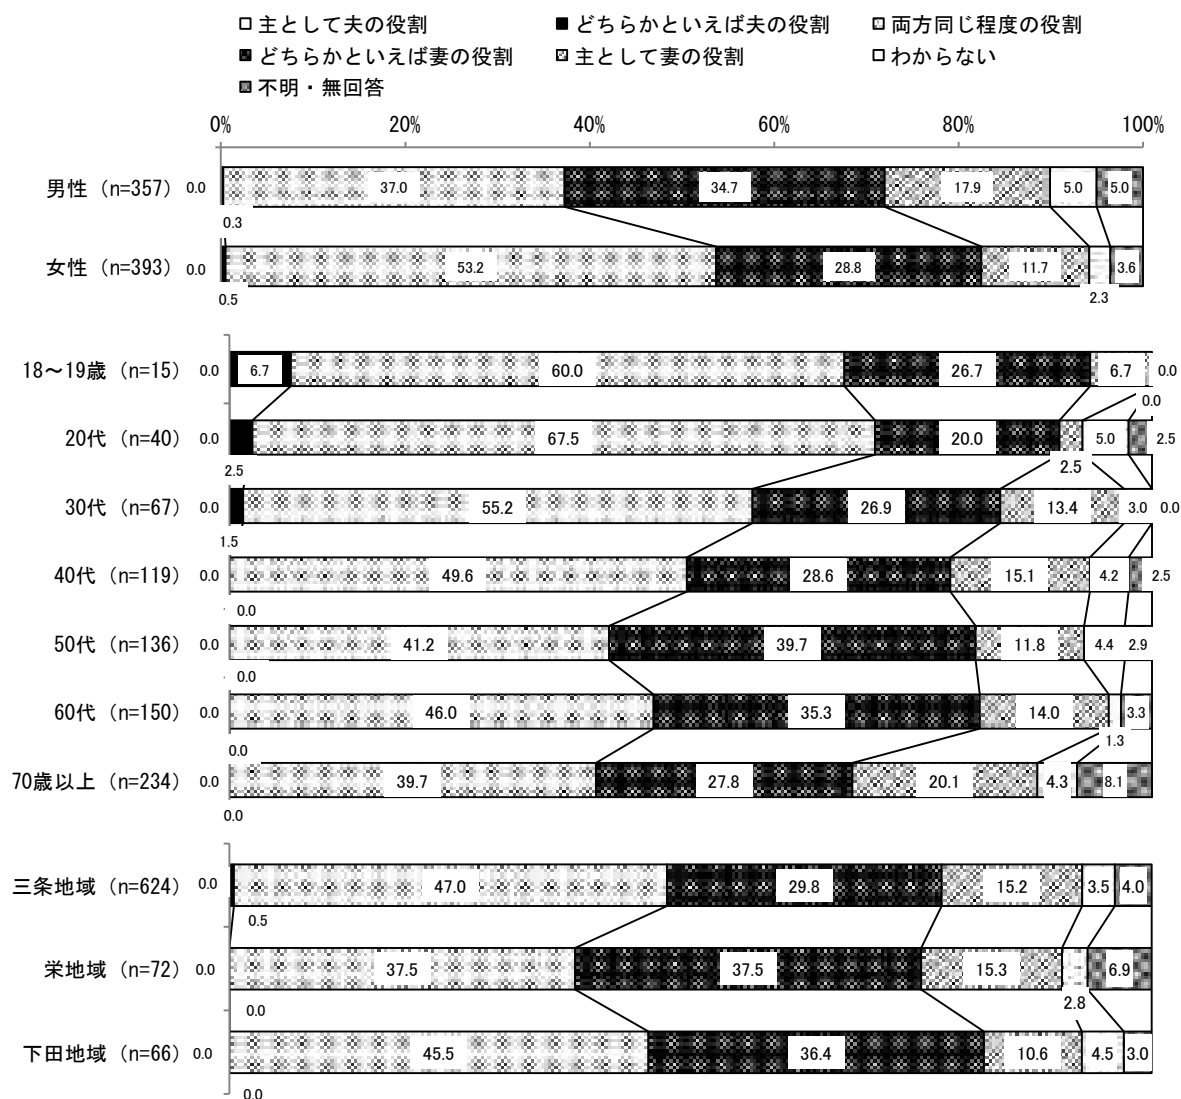 □主として夫の役割 ■どちらかといえば夫の役割 両方同じ程度の役割
どちらかといえば妻の役割 主として妻の役割 □わからない
不明・無回答
0% 20% 40% 60% 80% 100%
男性（n=357） 0.0 37.0 34.7 17.9 5.0 5.0
0.3
女性（n=393） 0.0 53.2 28.8 11.7 3.6
0.5 2.3
18～19歳（n=15） 0.0 6.7 60.0 26.7 6.7 0.0
0.0
20代（n=40） 0.0 67.5 20.0 5.0 2.5
2.5 2.5
30代（n=67） 0.0 55.2 26.9 13.4 3.0 0.0
1.5
40代（n=119） 0.0 49.6 28.6 15.1 4.2 2.5
0.0
50代（n=136） 0.0 41.2 39.7 11.8 4.4 2.9
0.0
60代（n=150） 0.0 46.0 35.3 14.0 3.3
0.0 1.3
70歳以上（n=234） 0.0 39.7 27.8 20.1 4.3 8.1
0.0
三条地域（n=624） 0.0 47.0 29.8 15.2 3.5 4.0
0.5
栄地域（n=72） 0.0 37.5 37.5 15.3 6.9
0.0 2.8
下田地域（n=66） 0.0 45.5 36.4 10.6 4.5 3.0
0.0